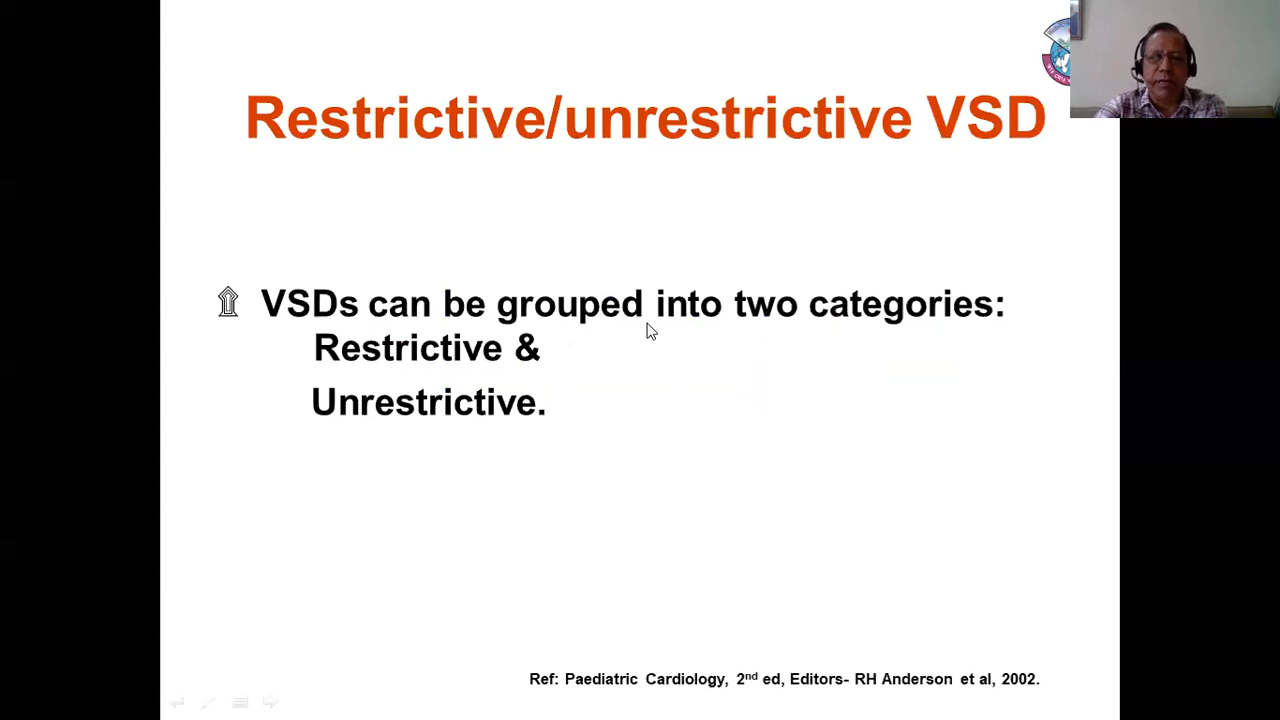 Restrictive/unrestrictive VSD
VSDs can be grouped into two categories:
Restrictive &
Unrestrictive.
Ref: Paediatric Cardiology, 2nd ed, Editors- RH Anderson et al, 2002.